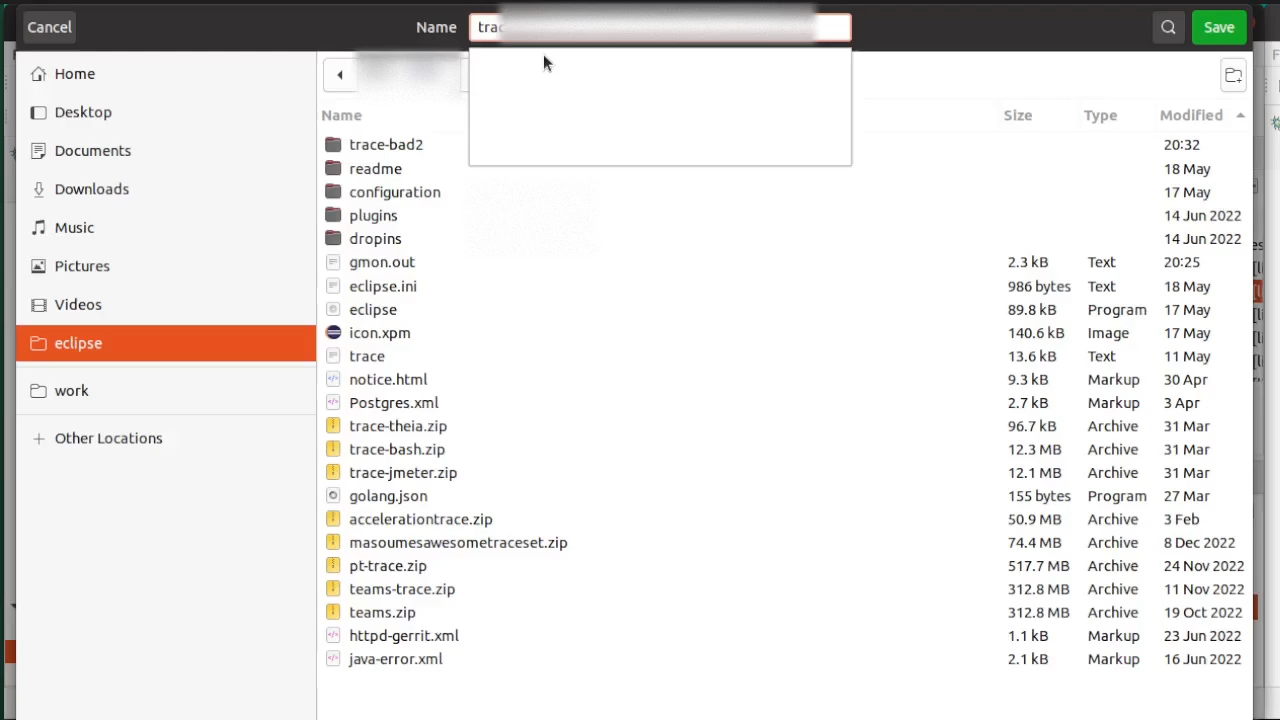 Cancel Name trac Save
Home
Desktop
Documents
Downloads
Music
Pictures
Videos
eclipse
work
Other Locations
Name Size Type Modified
trace-bad2 20:32
readme 18 May
configuration 17 May
plugins 14 Jun 2022
dropins 14 Jun 2022
gmon.out 2.3 kB Text 20:25
eclipse.ini 986 bytes Text 18 May
eclipse 89.8 kB Program 17 May
icon.xpm 140.6 kB Image 17 May
trace 13.6 kB Text 11 May
notice.html 9.3 kB Markup 30 Apr
Postgres.xml 2.7 kB Markup 3 Apr
trace-theia.zip 96.7 kB Archive 31 Mar
trace-bash.zip 12.3 MB Archive 31 Mar
trace-jmeter.zip 12.1 MB Archive 31 Mar
golang.json 155 bytes Program 27 Mar
accelerationtrace.zip 50.9 MB Archive 3 Feb
masoumesawesometraceset.zip 74.4 MB Archive 8 Dec 2022
pt-trace.zip 517.7 MB Archive 24 Nov 2022
teams-trace.zip 312.8 MB Archive 11 Nov 2022
teams.zip 312.8 MB Archive 19 Oct 2022
httpd-gerrit.xml 1.1 kB Markup 23 Jun 2022
java-error.xml 2.1 kB Markup 16 Jun 2022